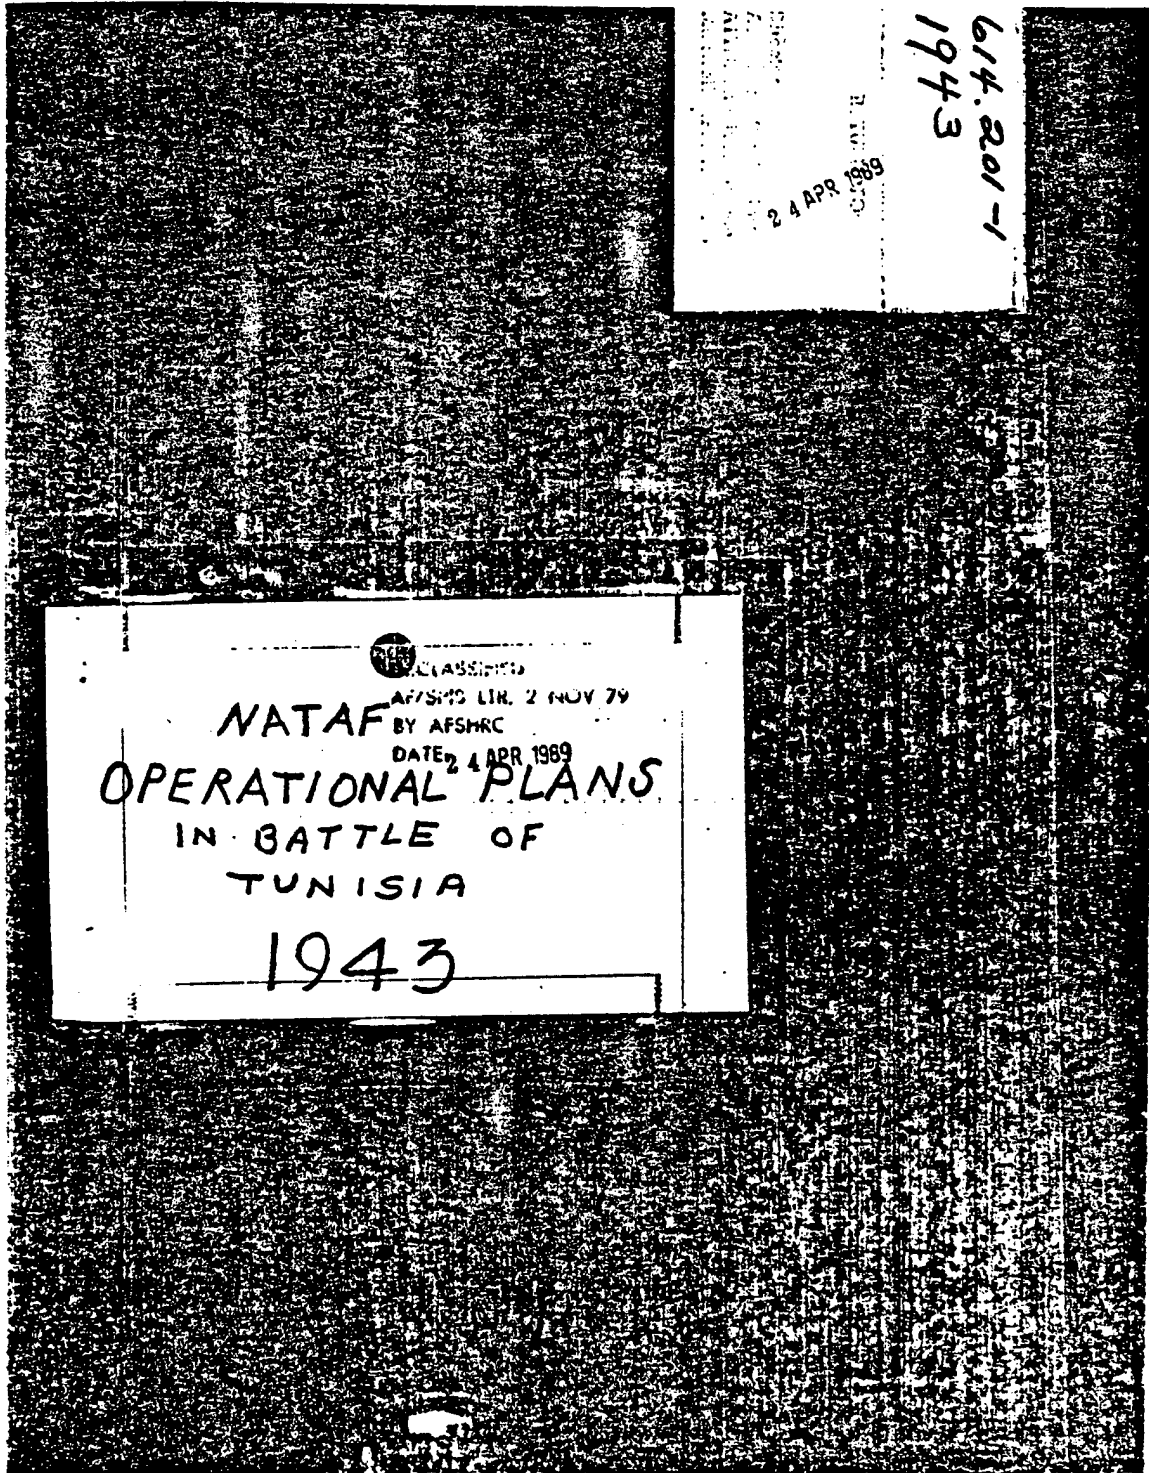 614.201-1
1943
24 APR 1989
CLASSIFIED
AF/SHO LTR, 2 NOV 79
BY AFSHRC
DATE 24 APR 1989
NATAF
OPERATIONAL PLANS
IN BATTLE OF
TUNISIA
1943